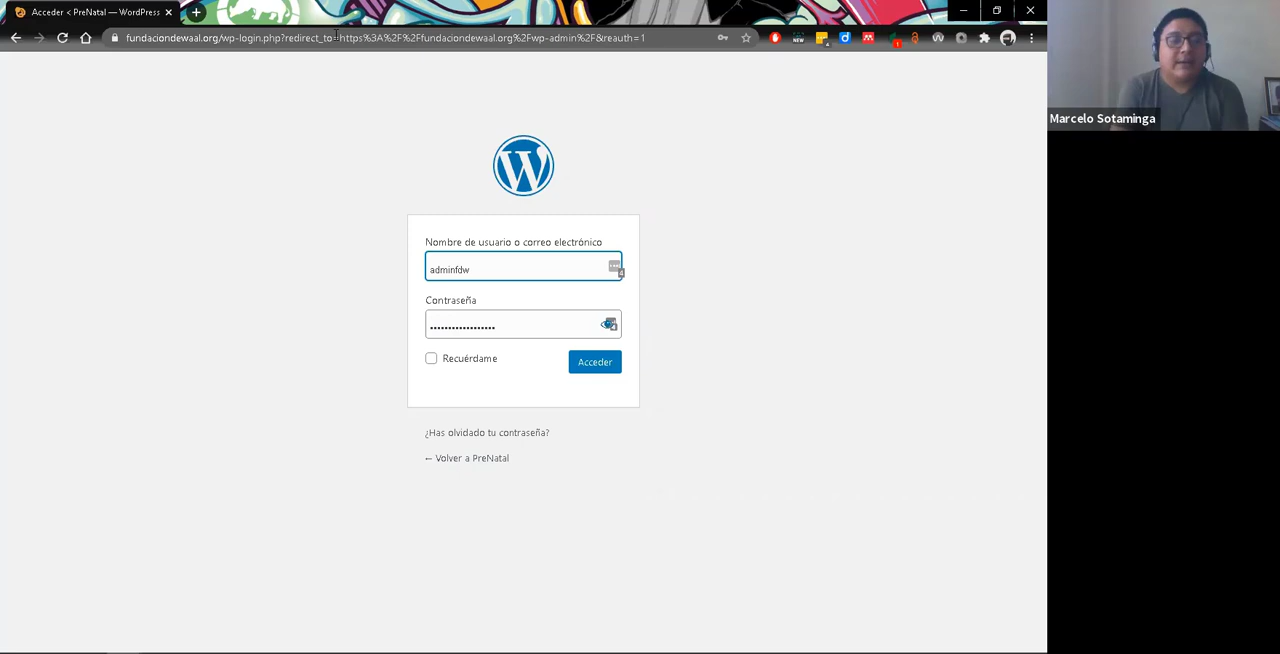 Acceder < PreNatal — WordPress
fundaciondewaal.org/wp-login.php?redirect_to=https%3A%2F%2Ffundaciondewaal.org%2Fwp-admin%2F&reauth=1
Marcelo Sotaminga
Nombre de usuario o correo electrónico
adminfdw
Contraseña
••••••••••••••••••
Recuérdame
Acceder
¿Has olvidado tu contraseña?
← Volver a PreNatal